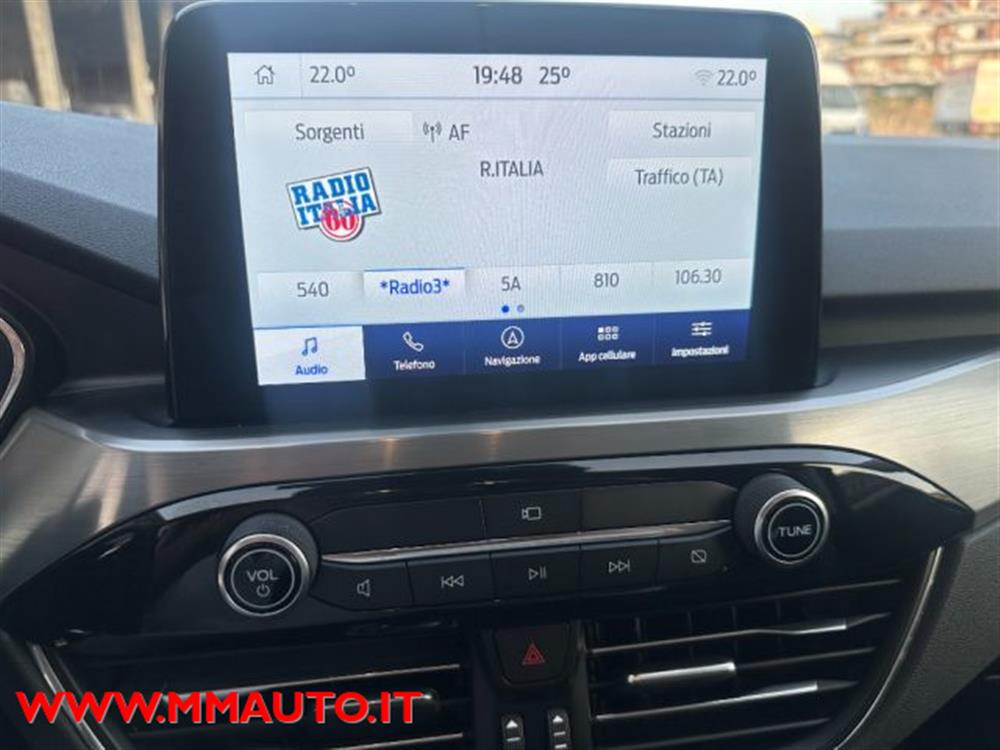 22.0° 19:48 25° 22.0°
Sorgenti AF Stazioni
R.ITALIA
Traffico (TA)
RADIO
ITALIA
60
540 *Radio3* 5A 810 106.30
Audio Telefono Navigazione App cellulare Impostazioni
VOL
TUNE
WWW.MMAUTO.IT